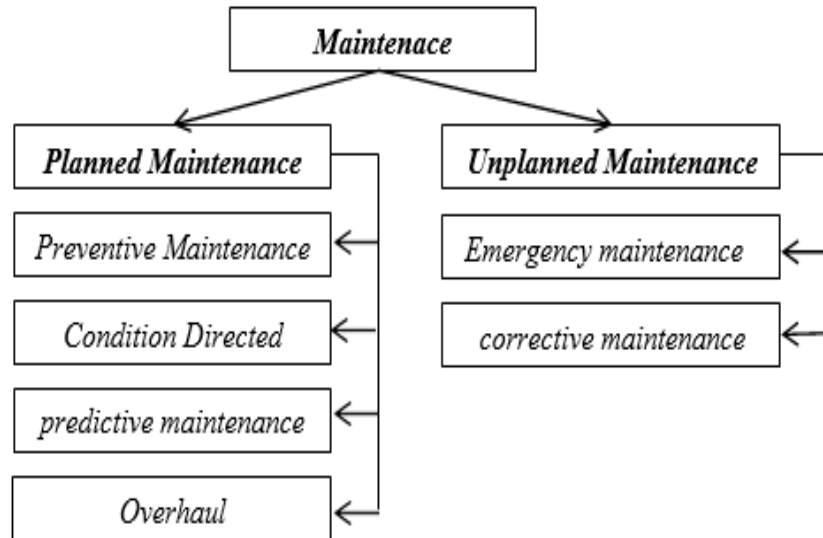 Maintenace
Planned Maintenance
Preventive Maintenance
Condition Directed
predictive maintenance
Overhaul
Unplanned Maintenance
Emergency maintenance
corrective maintenance